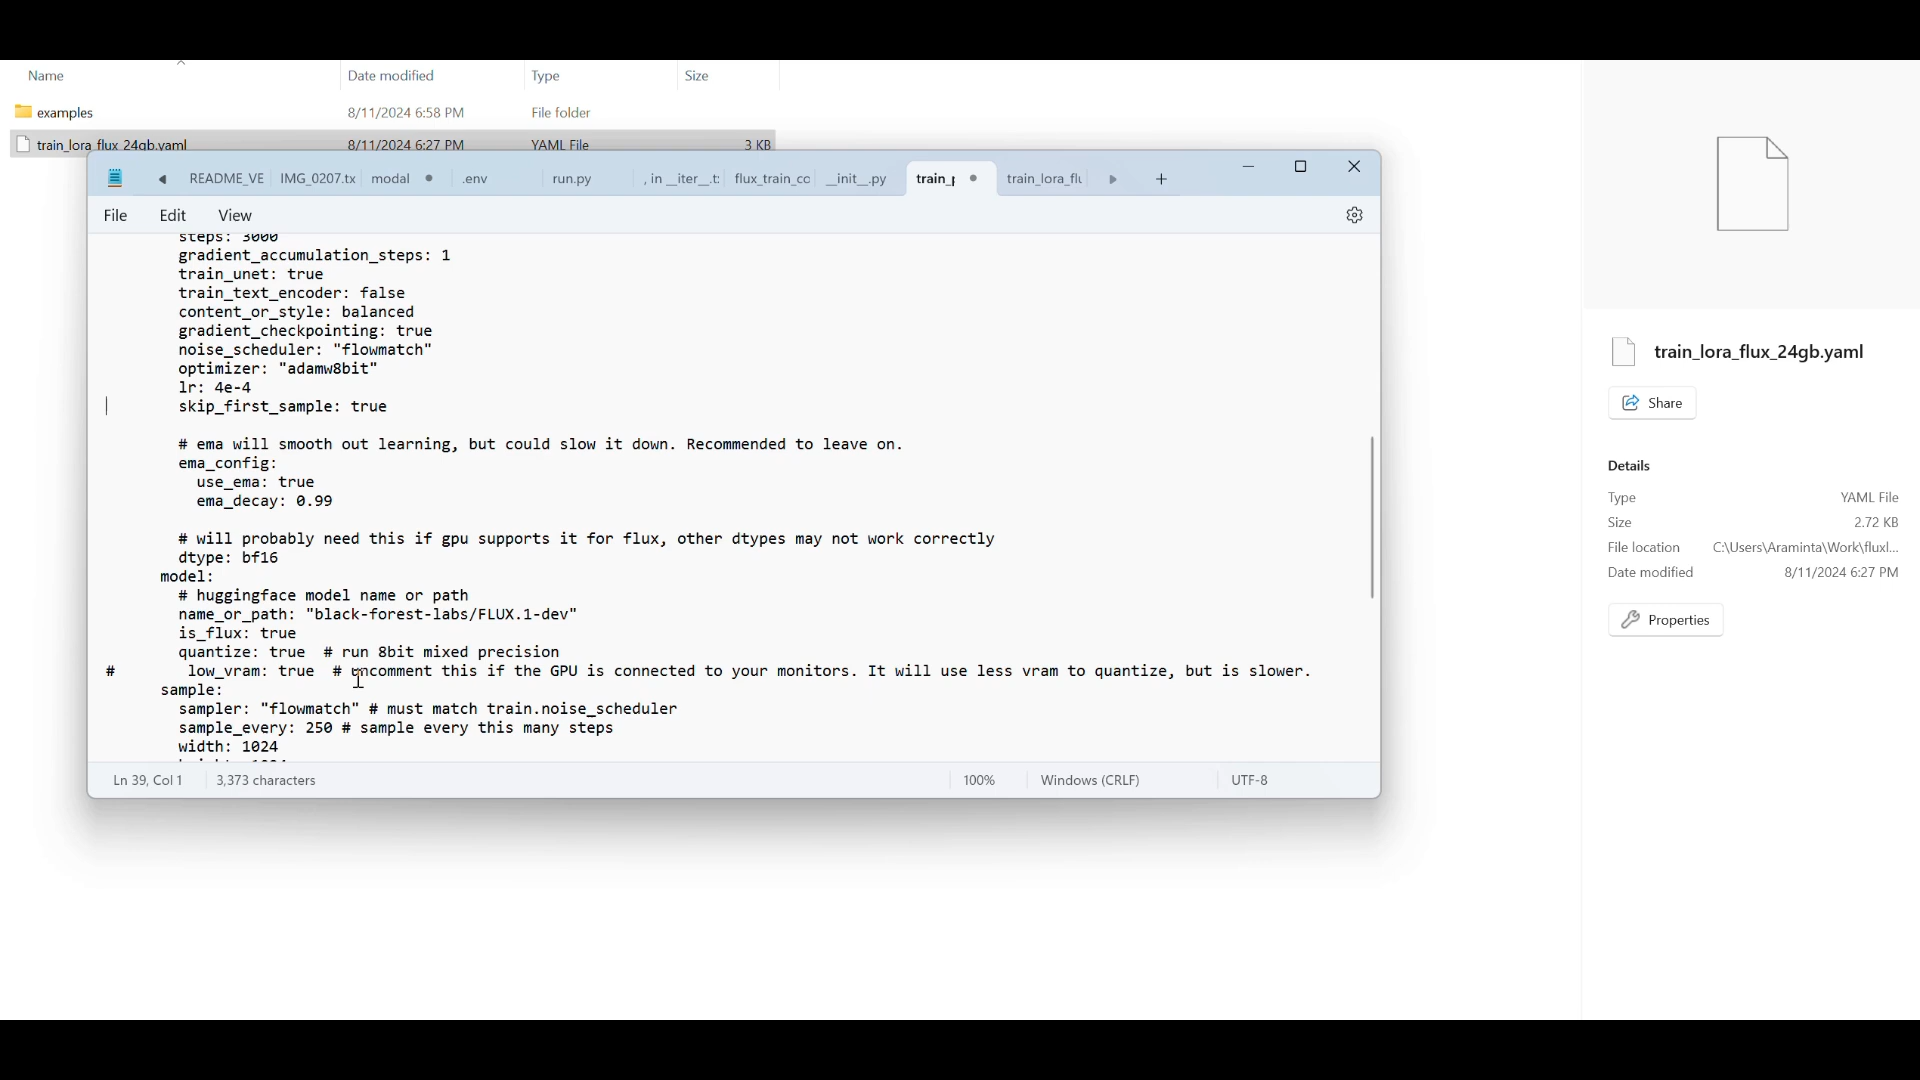 Name Date modified Type Size
examples 8/11/2024 6:58 PM File folder
train_lora_flux_24gb.yaml 8/11/2024 6:27 PM YAML File 3 KB
README_VE IMG_0207.tx modal .env run.py , in __iter__.t: flux_train_cc __init__.py train_p train_lora_flu
File Edit View
steps: 3000
gradient_accumulation_steps: 1
train_unet: true
train_text_encoder: false
content_or_style: balanced
gradient_checkpointing: true
noise_scheduler: "flowmatch"
optimizer: "adamw8bit"
lr: 4e-4
skip_first_sample: true
# ema will smooth out learning, but could slow it down. Recommended to leave on.
ema_config:
use_ema: true
ema_decay: 0.99
# will probably need this if gpu supports it for flux, other dtypes may not work correctly
dtype: bf16
model:
# huggingface model name or path
name_or_path: "black-forest-labs/FLUX.1-dev"
is_flux: true
quantize: true # run 8bit mixed precision
# low_vram: true # uncomment this if the GPU is connected to your monitors. It will use less vram to quantize, but is slower.
sample:
sampler: "flowmatch" # must match train.noise_scheduler
sample_every: 250 # sample every this many steps
width: 1024
Ln 39, Col 1 3,373 characters 100% Windows (CRLF) UTF-8
train_lora_flux_24gb.yaml
Share
Details
Type YAML File
Size 2.72 KB
File location C:\Users\Araminta\Work\fluxl...
Date modified 8/11/2024 6:27 PM
Properties